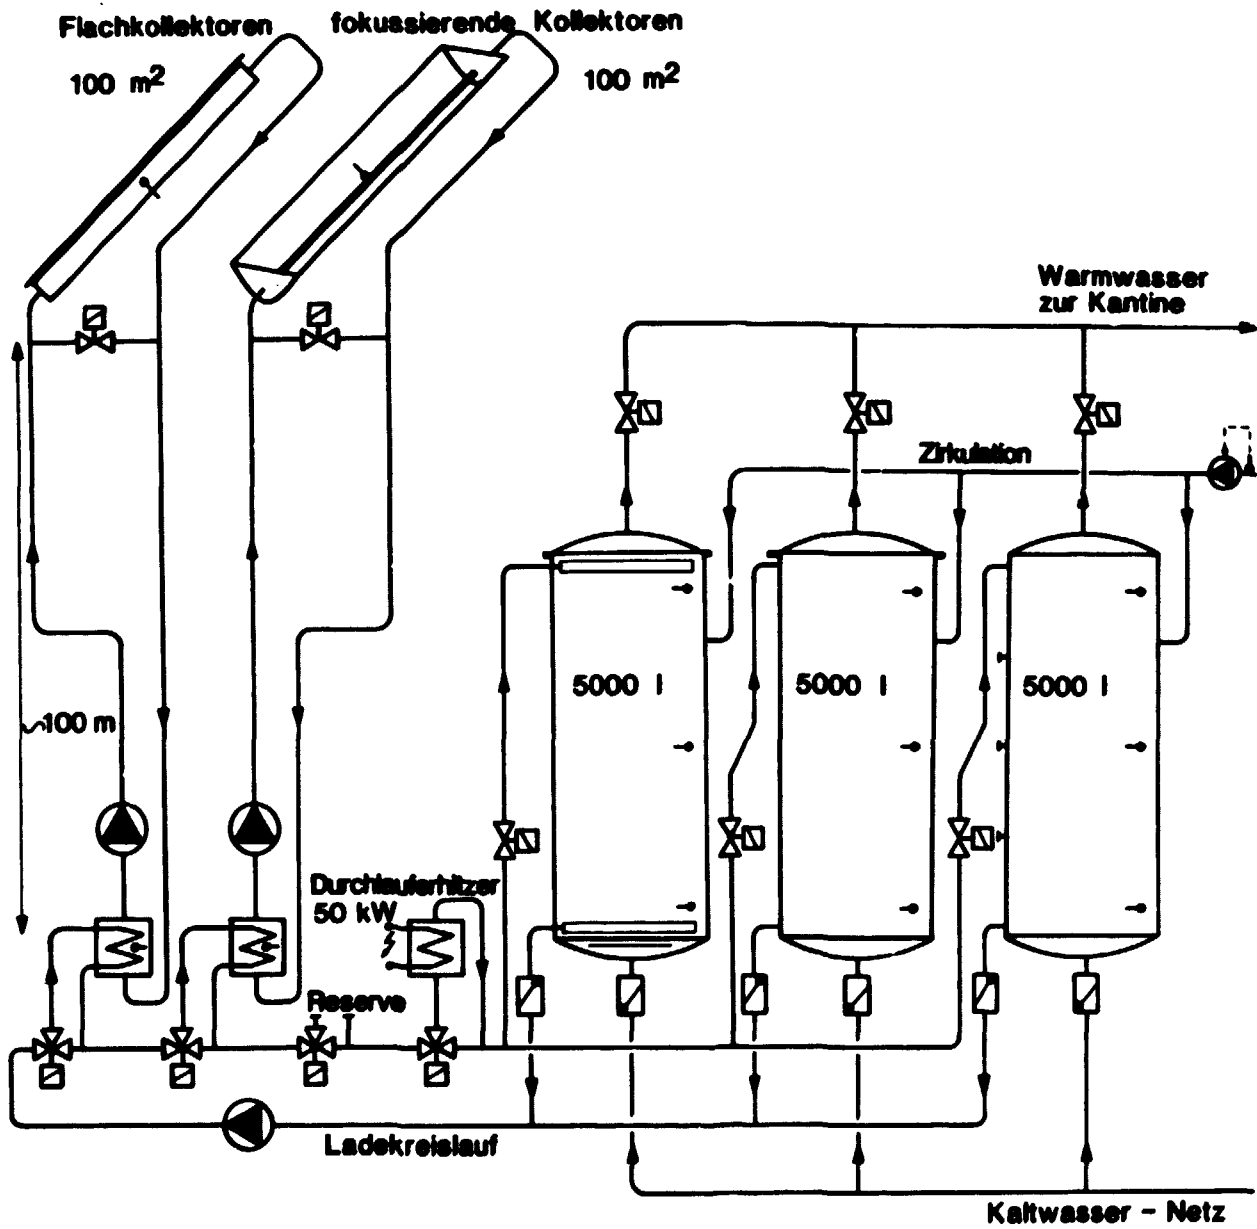 Flachkollektoren
100 m²
fokussierende Kollektoren
100 m²
Warmwasser
zur Kantine
Zirkulation
5000 l
5000 l
5000 l
~100 m
Durchlauferhitzer
50 kW
Reserve
Ladekreislauf
Kaltwasser - Netz